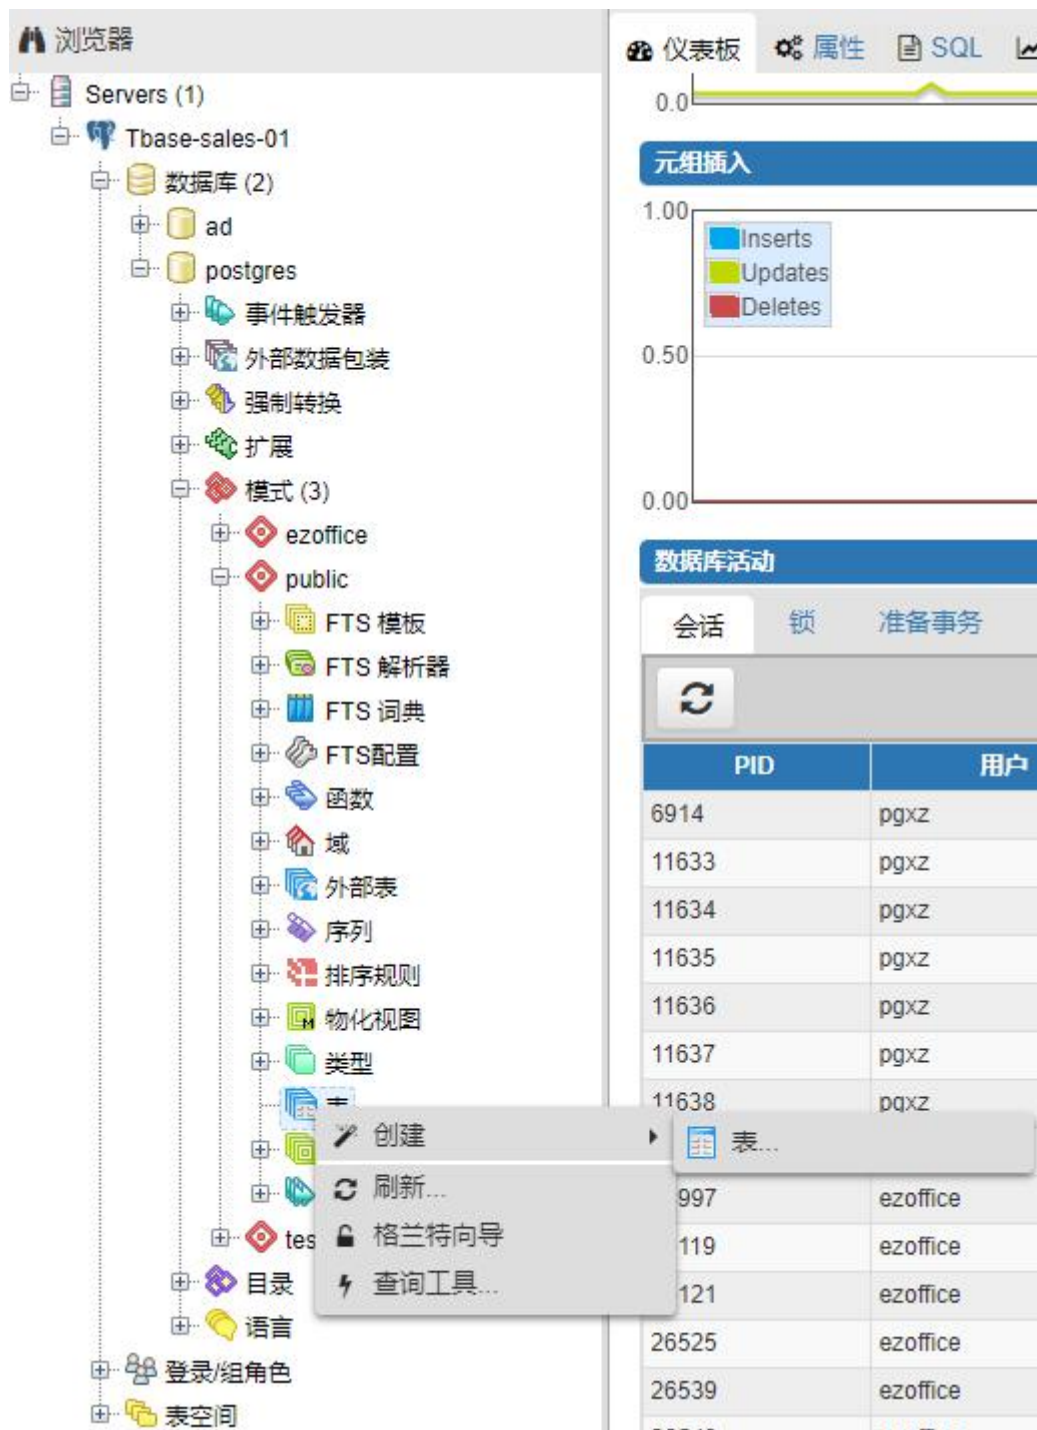 浏览器
Servers (1)
Tbase-sales-01
数据库 (2)
ad
postgres
事件触发器
外部数据包装
强制转换
扩展
模式 (3)
ezoffice
public
FTS 模板
FTS 解析器
FTS 词典
FTS配置
函数
域
外部表
序列
排序规则
物化视图
类型
创建
刷新...
格兰特向导
查询工具...
表...
tes
目录
语言
登录/组角色
表空间
仪表板 属性 SQL
0.0
元组插入
1.00
Inserts
Updates
Deletes
0.50
0.00
数据库活动
会话 锁 准备事务
PID 用户
6914 pgxz
11633 pgxz
11634 pgxz
11635 pgxz
11636 pgxz
11637 pgxz
11638 pgxz
997 ezoffice
119 ezoffice
121 ezoffice
26525 ezoffice
26539 ezoffice